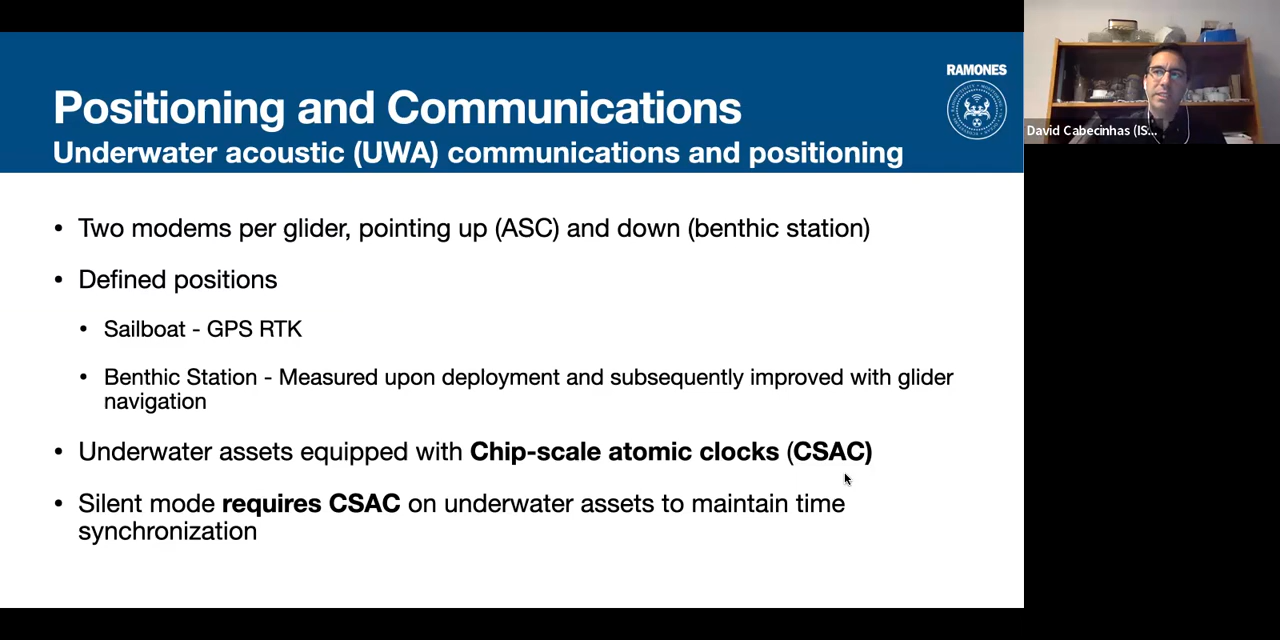 RAMONES
Positioning and Communications
Underwater acoustic (UWA) communications and positioning
David Cabecinhas (IS...
• Two modems per glider, pointing up (ASC) and down (benthic station)
• Defined positions
• Sailboat - GPS RTK
• Benthic Station - Measured upon deployment and subsequently improved with glider
navigation
• Underwater assets equipped with Chip-scale atomic clocks (CSAC)
• Silent mode requires CSAC on underwater assets to maintain time
synchronization